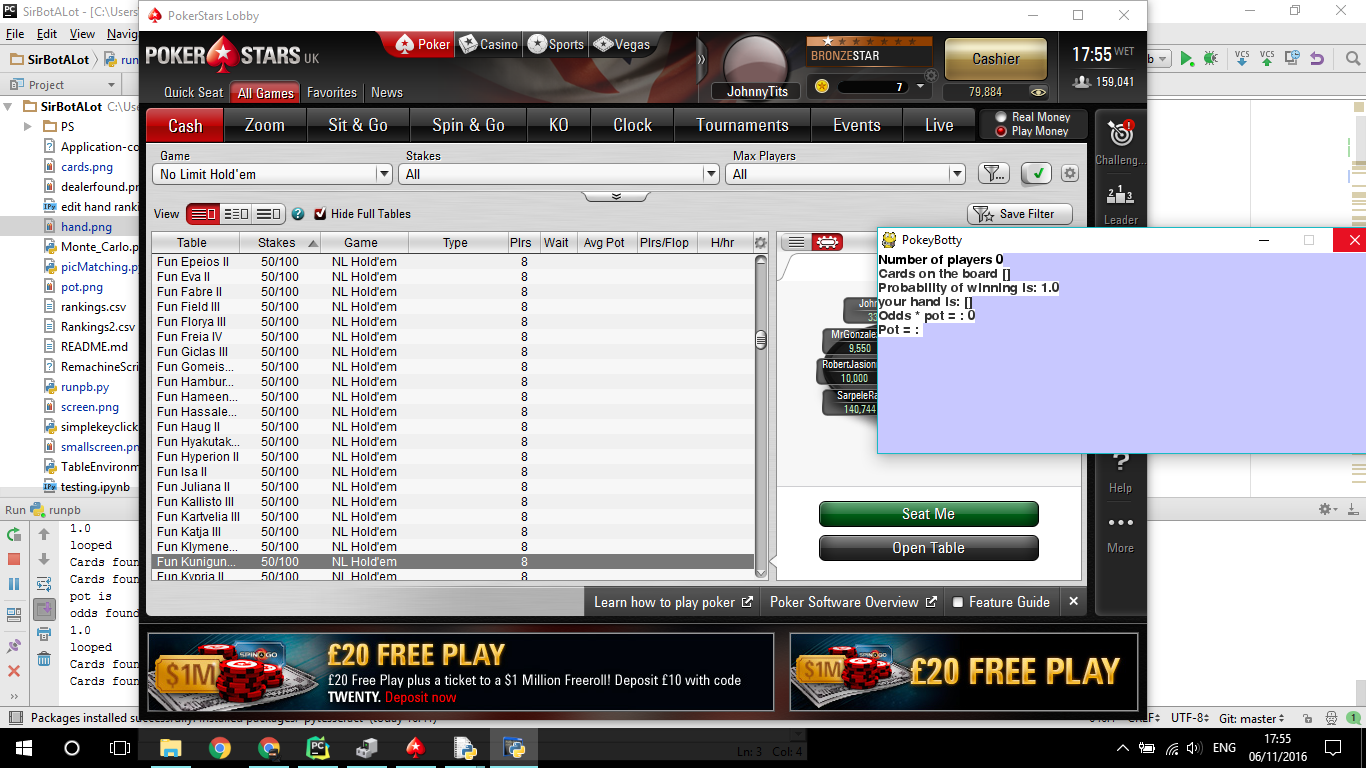 SirBotALot - [C:\Users
File Edit View Navig
SirBotALot
Project
SirBotALot C:\Use
PS
Application-co
cards.png
dealerfound.pn
edit hand ranki
hand.png
Monte_Carlo.p
picMatching.p
pot.png
rankings.csv
Rankings2.csv
README.md
RemachineScri
runpb.py
screen.png
simplekeyclick
smallscreen.pn
TableEnvironm
testing.ipynb
Run runpb
1.0
looped
Cards foun
Cards foun
pot is
odds found
1.0
looped
Cards foun
Cards foun
PokerStars Lobby
POKER STARS UK
Poker Casino Sports Vegas
JohnnyTits
BRONZESTAR
7
Cashier
79,884
17:55 WET
159,041
Quick Seat All Games Favorites News
Cash Zoom Sit & Go Spin & Go KO Clock Tournaments Events Live
Real Money
Play Money
Game Stakes Max Players
No Limit Hold'em All All
View Hide Full Tables Save Filter
Table Stakes Game Type Plrs Wait Avg Pot Plrs/Flop H/hr
Fun Epeios II 50/100 NL Hold'em 8
Fun Eva II 50/100 NL Hold'em 8
Fun Fabre II 50/100 NL Hold'em 8
Fun Field III 50/100 NL Hold'em 8
Fun Florya III 50/100 NL Hold'em 8
Fun Freia IV 50/100 NL Hold'em 8
Fun Giclas III 50/100 NL Hold'em 8
Fun Gomeis... 50/100 NL Hold'em 8
Fun Hambur... 50/100 NL Hold'em 8
Fun Hameen... 50/100 NL Hold'em 8
Fun Hassale... 50/100 NL Hold'em 8
Fun Haug II 50/100 NL Hold'em 8
Fun Hyakutak... 50/100 NL Hold'em 8
Fun Hyperion II 50/100 NL Hold'em 8
Fun Isa II 50/100 NL Hold'em 8
Fun Juliana II 50/100 NL Hold'em 8
Fun Kallisto III 50/100 NL Hold'em 8
Fun Kartvelia III 50/100 NL Hold'em 8
Fun Katja III 50/100 NL Hold'em 8
Fun Klymene... 50/100 NL Hold'em 8
Fun Kunigun... 50/100 NL Hold'em 8
Fun Kypria II 50/100 NL Hold'em 8
John
33
MrGonzale
9,550
RobertJasion
10,000
SarpeleRa
140,744
Seat Me
Open Table
Challeng...
Leader
Help
More
Learn how to play poker Poker Software Overview Feature Guide
PokeyBotty
Number of players 0
Cards on the board []
Probability of winning is: 1.0
your hand is: []
Odds * pot = : 0
Pot = :
VCS VCS
$1M
SPIN & GO
£20 FREE PLAY
£20 Free Play plus a ticket to a $1 Million Freeroll! Deposit £10 with code
TWENTY. Deposit now
$1M
£20 FREE PLAY
Packages installed
UTF-8 Git: master 1
Ln: 3 Col: 4
ENG
17:55
06/11/2016